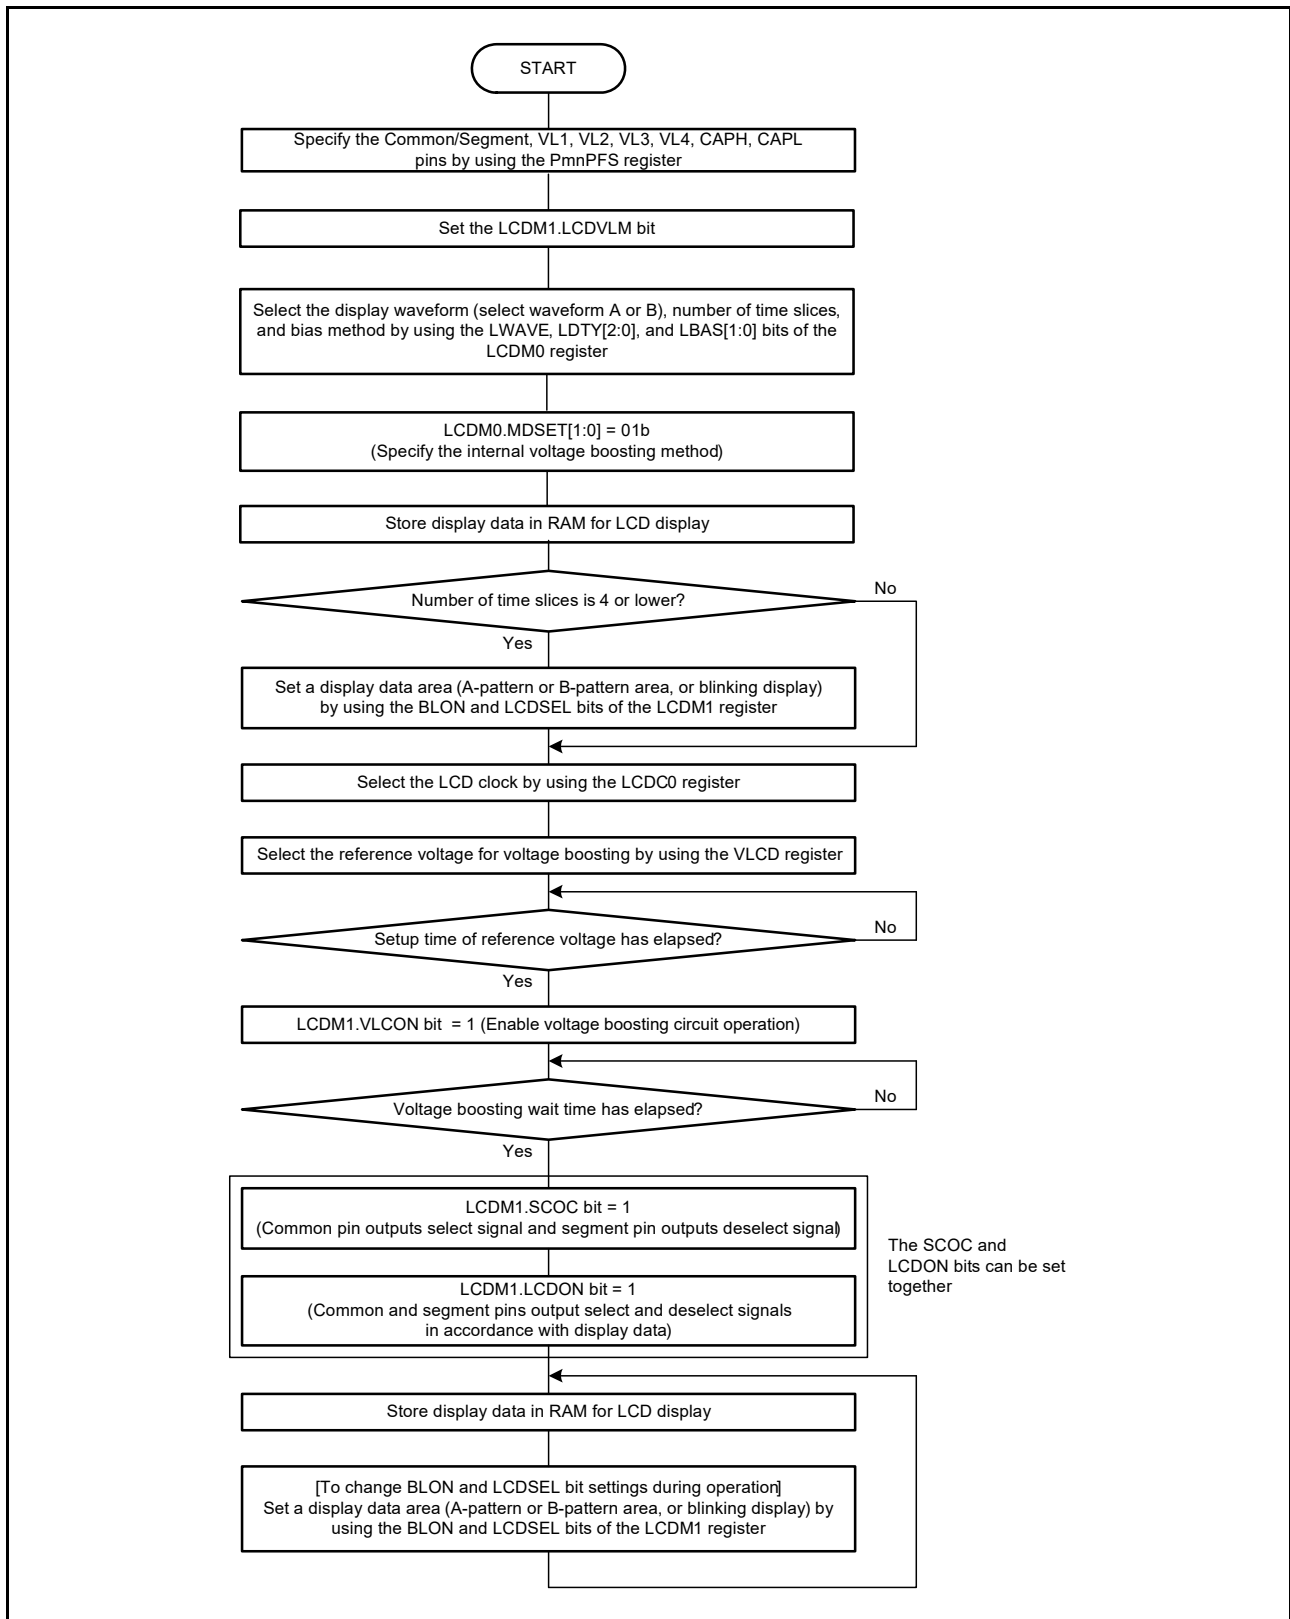 START
Specify the Common/Segment, VL1, VL2, VL3, VL4, CAPH, CAPL
pins by using the PmnPFS register
Set the LCDM1.LCDVLM bit
Select the display waveform (select waveform A or B), number of time slices,
and bias method by using the LWAVE, LDTY[2:0], and LBAS[1:0] bits of the
LCDM0 register
LCDM0.MDSET[1:0] = 01b
(Specify the internal voltage boosting method)
Store display data in RAM for LCD display
Number of time slices is 4 or lower?
No
Yes
Set a display data area (A-pattern or B-pattern area, or blinking display)
by using the BLON and LCDSEL bits of the LCDM1 register
Select the LCD clock by using the LCDC0 register
Select the reference voltage for voltage boosting by using the VLCD register
Setup time of reference voltage has elapsed?
No
Yes
LCDM1.VLCON bit = 1 (Enable voltage boosting circuit operation)
Voltage boosting wait time has elapsed?
No
Yes
LCDM1.SCOC bit = 1
(Common pin outputs select signal and segment pin outputs deselect signal)
LCDM1.LCDON bit = 1
(Common and segment pins output select and deselect signals
in accordance with display data)
The SCOC and
LCDON bits can be set
together
Store display data in RAM for LCD display
[To change BLON and LCDSEL bit settings during operation]
Set a display data area (A-pattern or B-pattern area, or blinking display) by
using the BLON and LCDSEL bits of the LCDM1 register